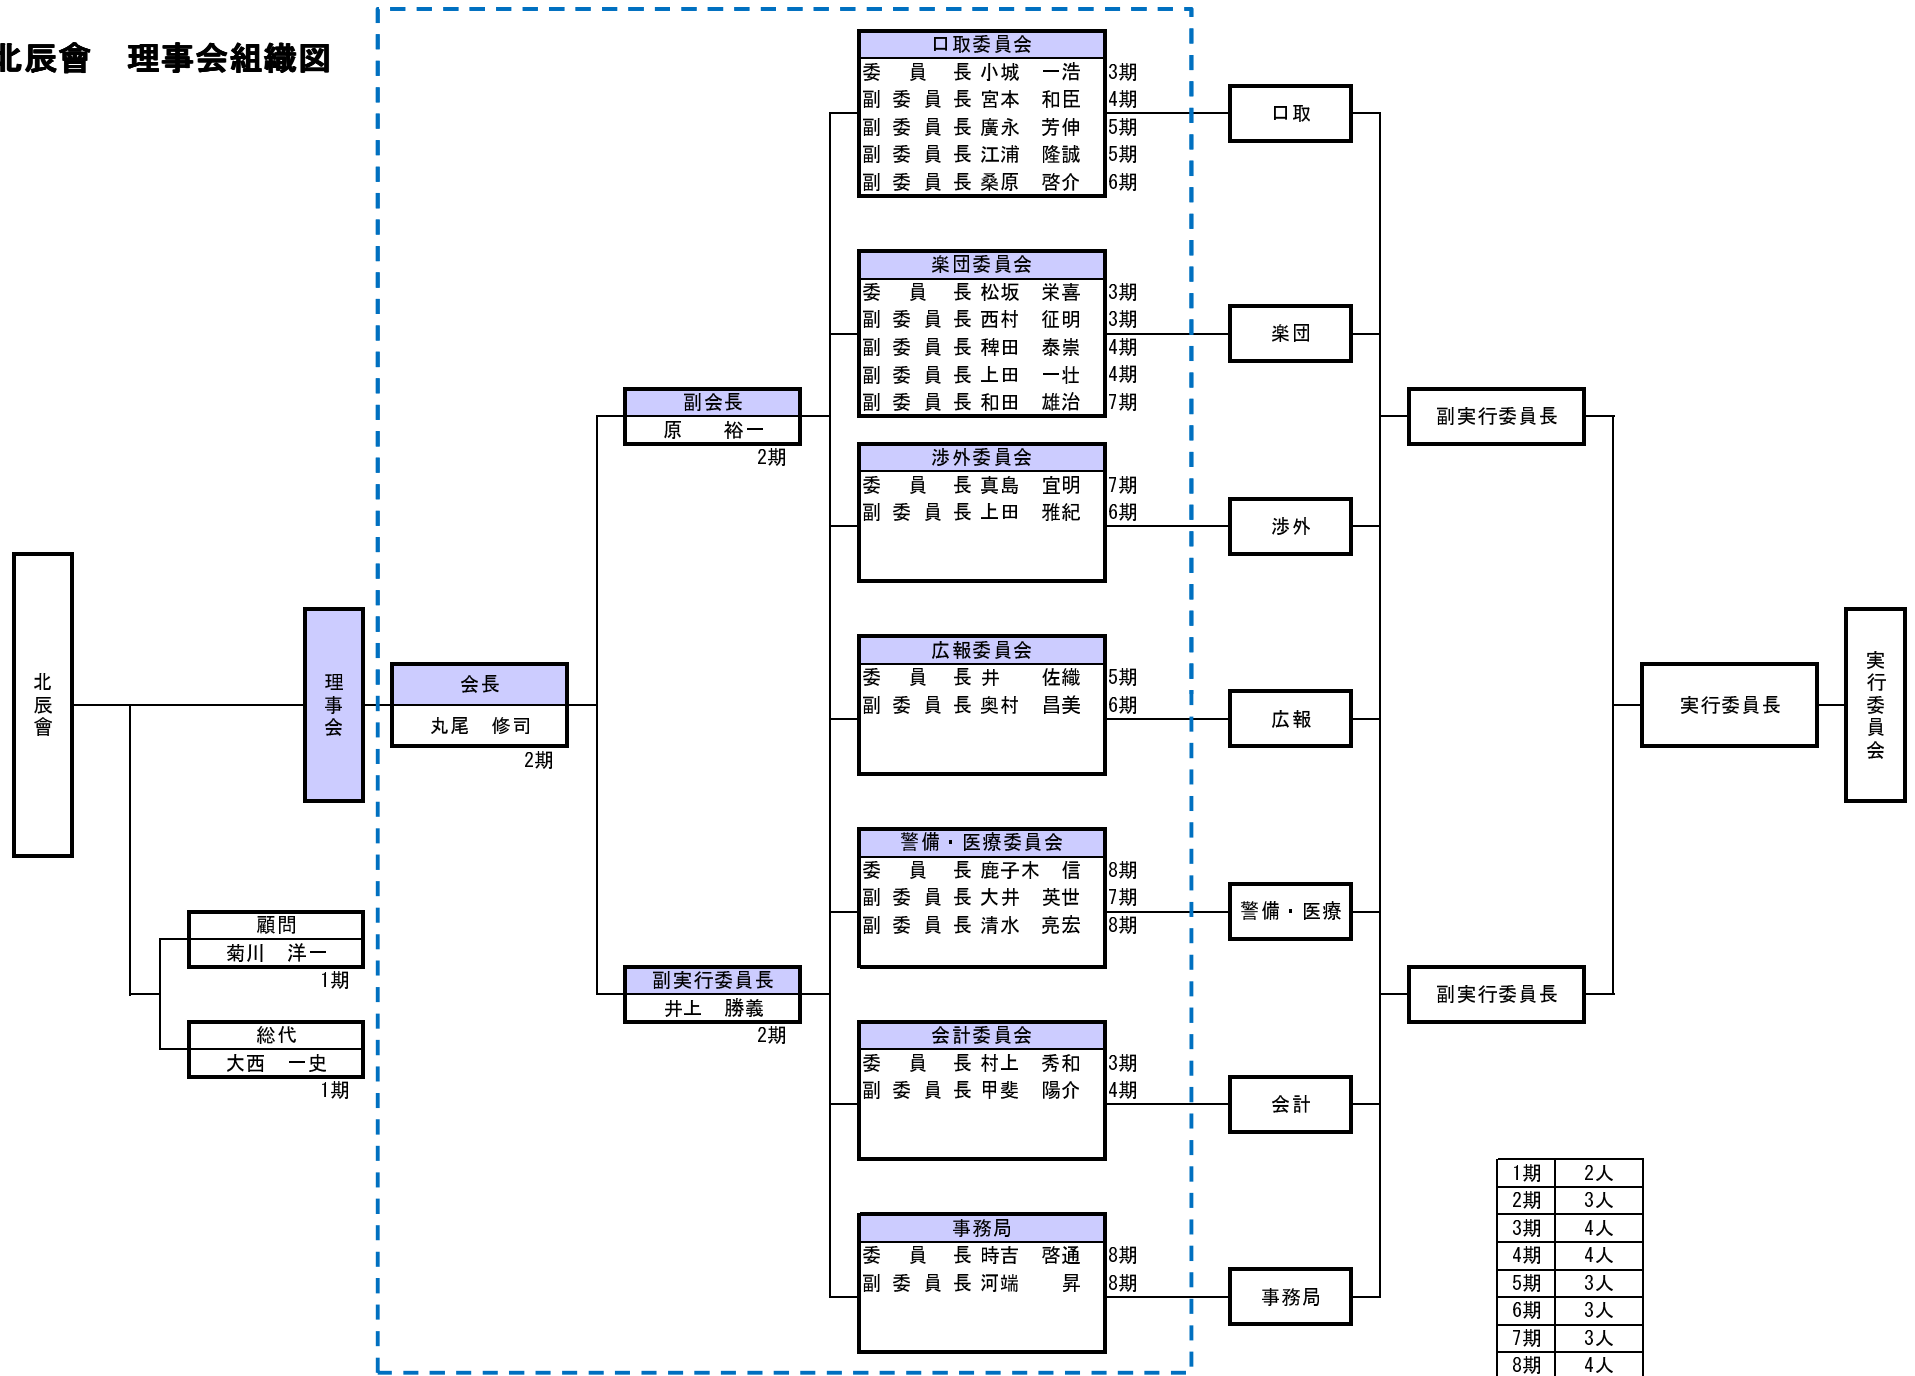 北辰會　理事会組織図
北辰會
理事会
顧問
菊川　洋一
1期
総代
大西　一史
1期
会長
丸尾　修司
2期
副会長
原　　裕一
2期
副実行委員長
井上　勝義
2期
口取委員会
委員長 小城　一浩 3期
副委員長 宮本　和臣 4期
副委員長 廣永　芳伸 5期
副委員長 江浦　隆誠 5期
副委員長 桑原　啓介 6期
楽団委員会
委員長 松坂　栄喜 3期
副委員長 西村　征明 3期
副委員長 稗田　泰崇 4期
副委員長 上田　一壮 4期
副委員長 和田　雄治 7期
渉外委員会
委員長 真島　宜明 7期
副委員長 上田　雅紀 6期
広報委員会
委員長 井　　佐織 5期
副委員長 奥村　昌美 6期
警備・医療委員会
委員長 鹿子木　信 8期
副委員長 大井　英世 7期
副委員長 清水　亮宏 8期
会計委員会
委員長 村上　秀和 3期
副委員長 甲斐　陽介 4期
事務局
委員長 時吉　啓通 8期
副委員長 河端　　昇 8期
口取
楽団
渉外
広報
警備・医療
会計
事務局
副実行委員長
副実行委員長
実行委員長
実行委員会
1期 2人
2期 3人
3期 4人
4期 4人
5期 3人
6期 3人
7期 3人
8期 4人